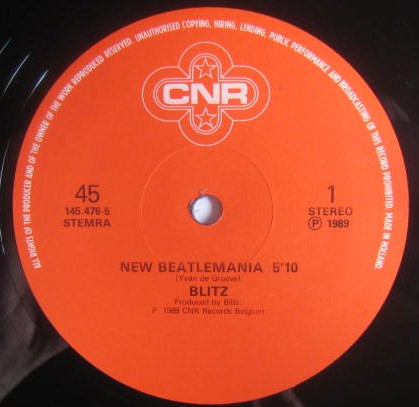 ALL RIGHTS OF THE PRODUCER AND OF THE OWNER OF THE WORK REPRODUCED RESERVED. UNAUTHORISED COPYING, HIRING, LENDING, PUBLIC PERFORMANCE AND BROADCASTING OF THIS RECORD PROHIBITED. MADE IN HOLLAND.
CNR
45
145.476-5
STEMRA
1
STEREO
Ⓟ 1989
NEW BEATLEMANIA 5'10
(Yvan de Groove)
BLITZ
Produced by Blitz.
P 1989 CNR Records Belgium